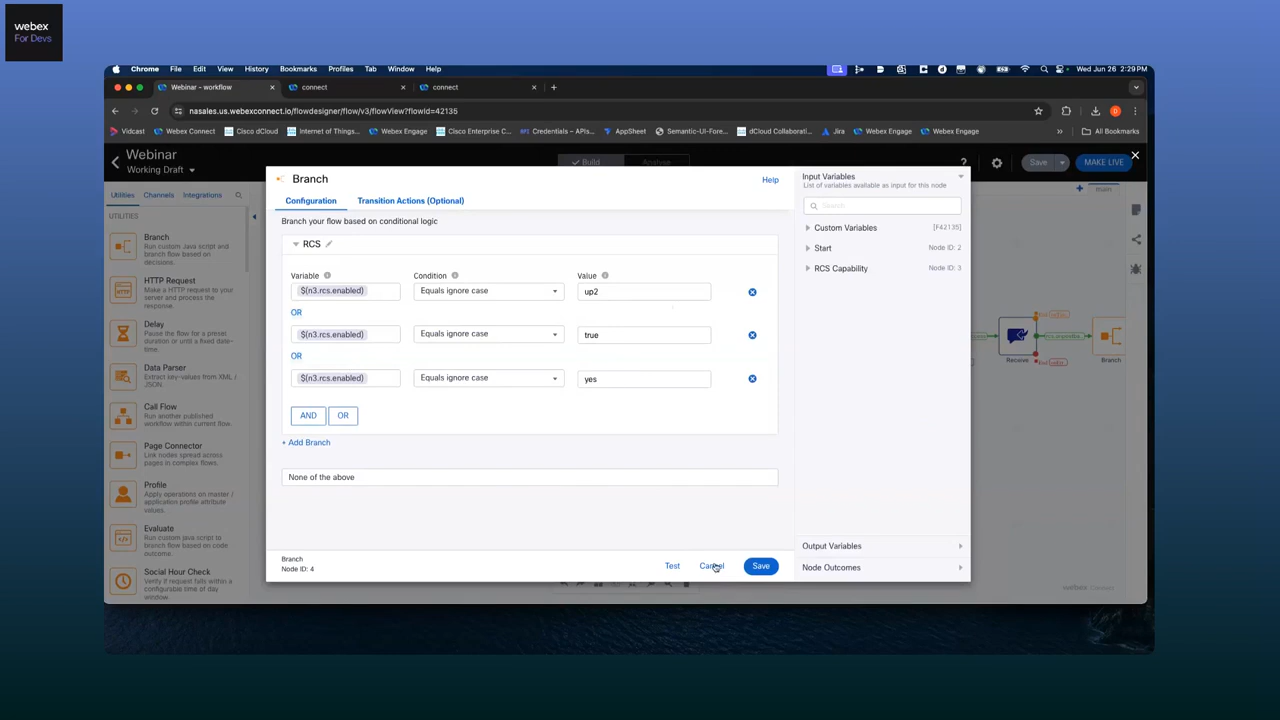 webex
For Devs
Chrome File Edit View History Bookmarks Profiles Tab Window Help
Wed Jun 26 2:29 PM
Webinar - workflow
connect
connect
nasales.us.webexconnect.io/flowdesigner/flow/v3/flowView?flowId=42135
Vidcast Webex Connect Cisco dCloud Internet of Things... Webex Engage Cisco Enterprise C... Credentials – APIs... AppSheet Semantic-UI-Fore... dCloud Collaborati... Jira Webex Engage Webex Engage » All Bookmarks
Webinar
Working Draft
Build
Analyse
?
Save
MAKE LIVE
Utilities Channels Integrations
UTILITIES
Branch
Run custom Java script and
branch flow based on
decisions.
HTTP Request
Make a HTTP request to your
server and process the
response.
Delay
Pause the flow for a preset
duration or until a fixed date-
time.
Data Parser
Extract key-values from XML /
JSON.
Call Flow
Run another published
workflow within current flow.
Page Connector
Link nodes spread between
pages in complex flows.
Profile
Apply operations on master /
application profile attribute
values.
Evaluate
Run custom java script to
branch flow based on code
outcome.
Social Hour Check
Verify if request falls within a
configurable time of day
window.
Branch
Help
Configuration
Transition Actions (Optional)
Branch your flow based on conditional logic
RCS
Variable Condition Value
$(n3.rcs.enabled) Equals ignore case up2
OR
$(n3.rcs.enabled) Equals ignore case true
OR
$(n3.rcs.enabled) Equals ignore case yes
AND OR
+ Add Branch
None of the above
Branch
Node ID: 4
Test Cancel Save
Input Variables
List of variables available as input for this node
Search
Custom Variables [F42135]
Start Node ID: 2
RCS Capability Node ID: 3
Output Variables
Node Outcomes
main
Receive
Branch
webex Connect